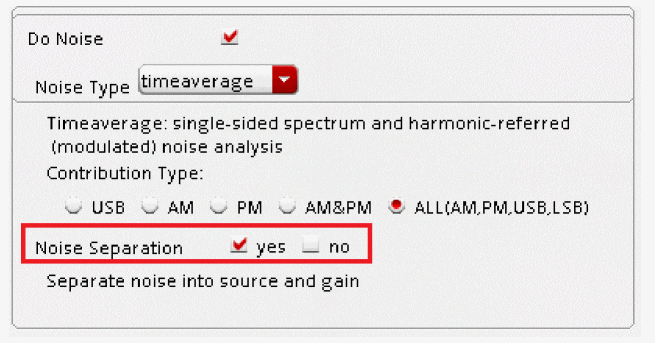 Do Noise
Noise Type timeaverage
Timeaverage: single-sided spectrum and harmonic-referred
(modulated) noise analysis
Contribution Type:
USB AM PM AM&PM ALL(AM,PM,USB,LSB)
Noise Separation yes no
Separate noise into source and gain